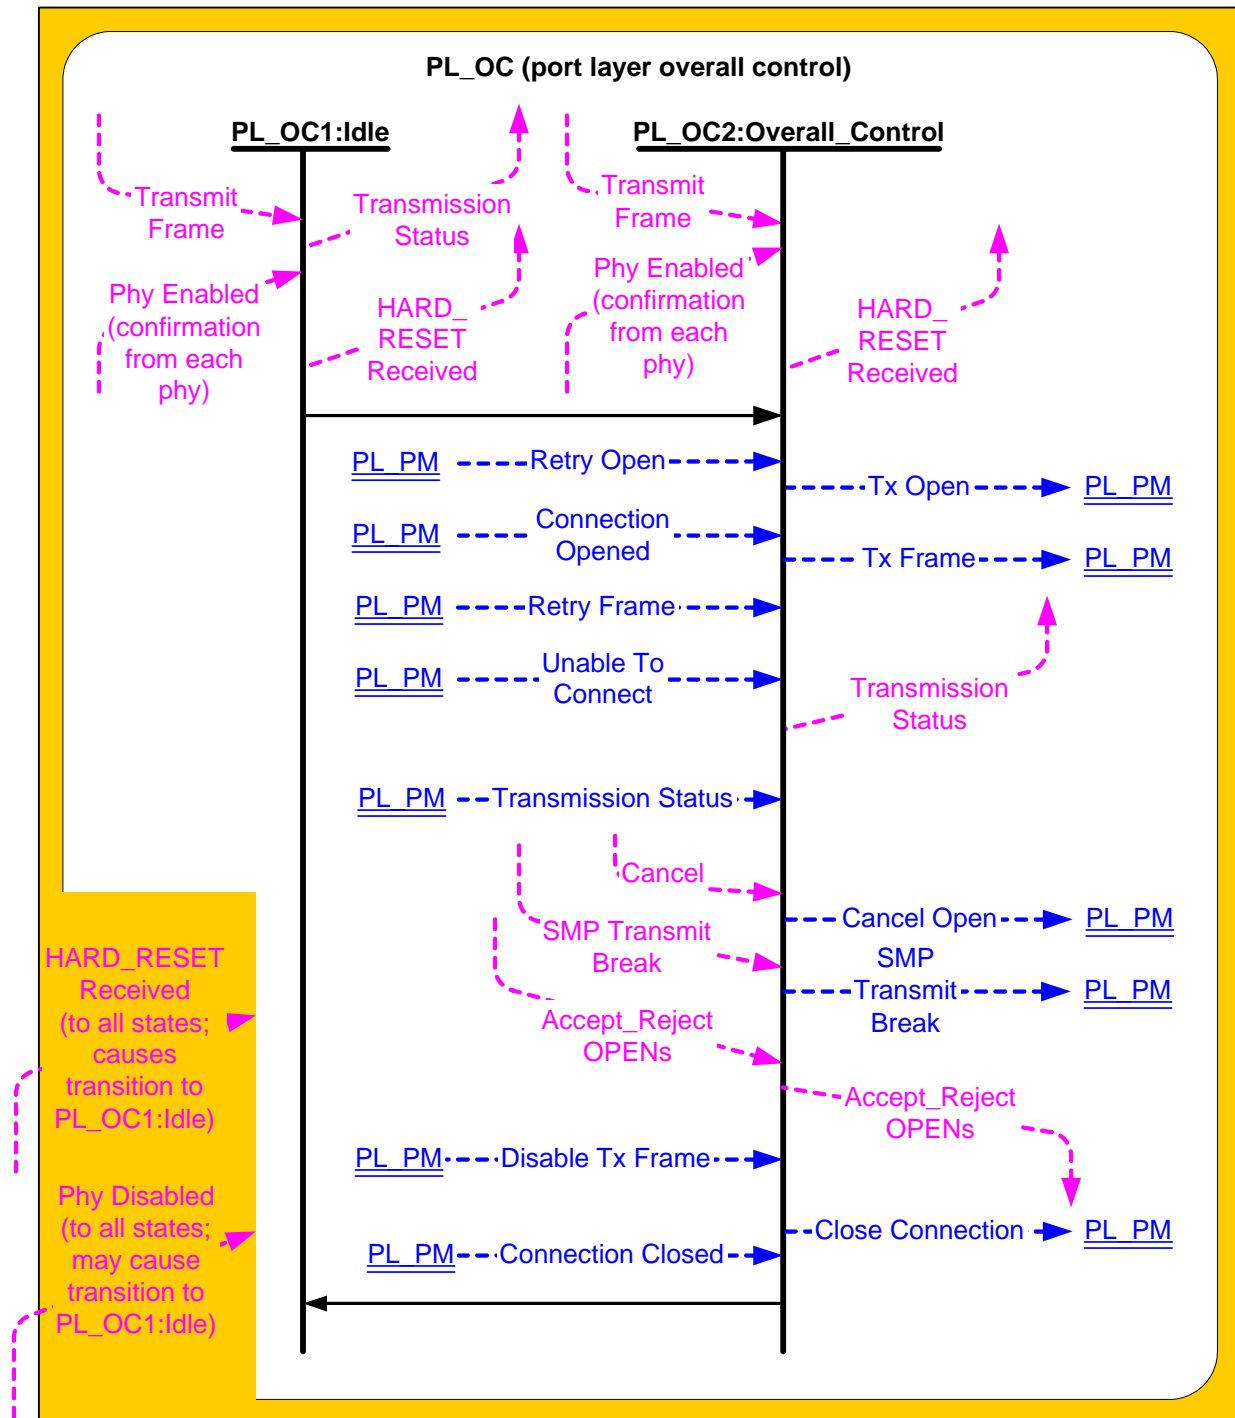 PL_OC (port layer overall control)
PL_OC1:Idle
PL_OC2:Overall_Control
Transmit
Frame
Transmission
Status
Transmit
Frame
Phy Enabled
(confirmation
from each
phy)
HARD_
RESET
Received
Phy Enabled
(confirmation
from each
phy)
HARD_
RESET
Received
PL_PM
Retry Open
Tx Open
PL_PM
PL_PM
Connection
Opened
Tx Frame
PL_PM
PL_PM
Retry Frame
PL_PM
Unable To
Connect
Transmission
Status
PL_PM
Transmission Status
Cancel
Cancel Open
PL_PM
SMP Transmit
Break
SMP
Transmit
Break
PL_PM
HARD_RESET
Received
(to all states;
causes
transition to
PL_OC1:Idle)
Accept_Reject
OPENs
Accept_Reject
OPENs
PL_PM
Disable Tx Frame
Phy Disabled
(to all states;
may cause
transition to
PL_OC1:Idle)
Close Connection
PL_PM
PL_PM
Connection Closed